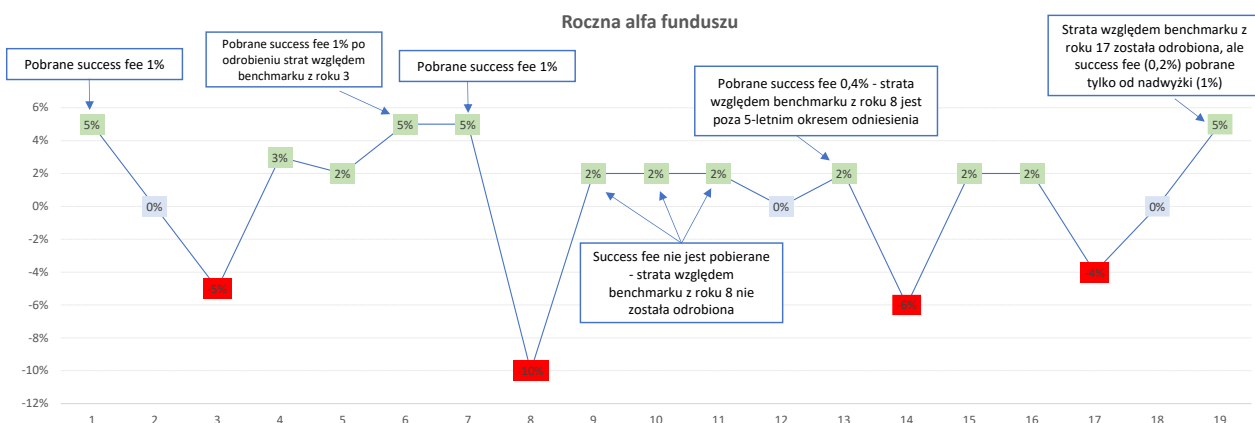 Roczna alfa funduszu
Pobrane success fee 1%
Pobrane success fee 1% po
odrobieniu strat względem
benchmarku z roku 3
Pobrane success fee 1%
Pobrane success fee 0,4% - strata
względem benchmarku z roku 8 jest
poza 5-letnim okresem odniesienia
Strata względem benchmarku z
roku 17 została odrobiona, ale
success fee (0,2%) pobrane
tylko od nadwyżki (1%)
Success fee nie jest pobierane
- strata względem
benchmarku z roku 8 nie
została odrobiona
6%
4%
2%
0%
-2%
-4%
-6%
-8%
-10%
-12%
5%
0%
-5%
3%
2%
5%
5%
-10%
2%
2%
2%
0%
2%
-6%
2%
2%
-4%
0%
5%
1 2 3 4 5 6 7 8 9 10 11 12 13 14 15 16 17 18 19